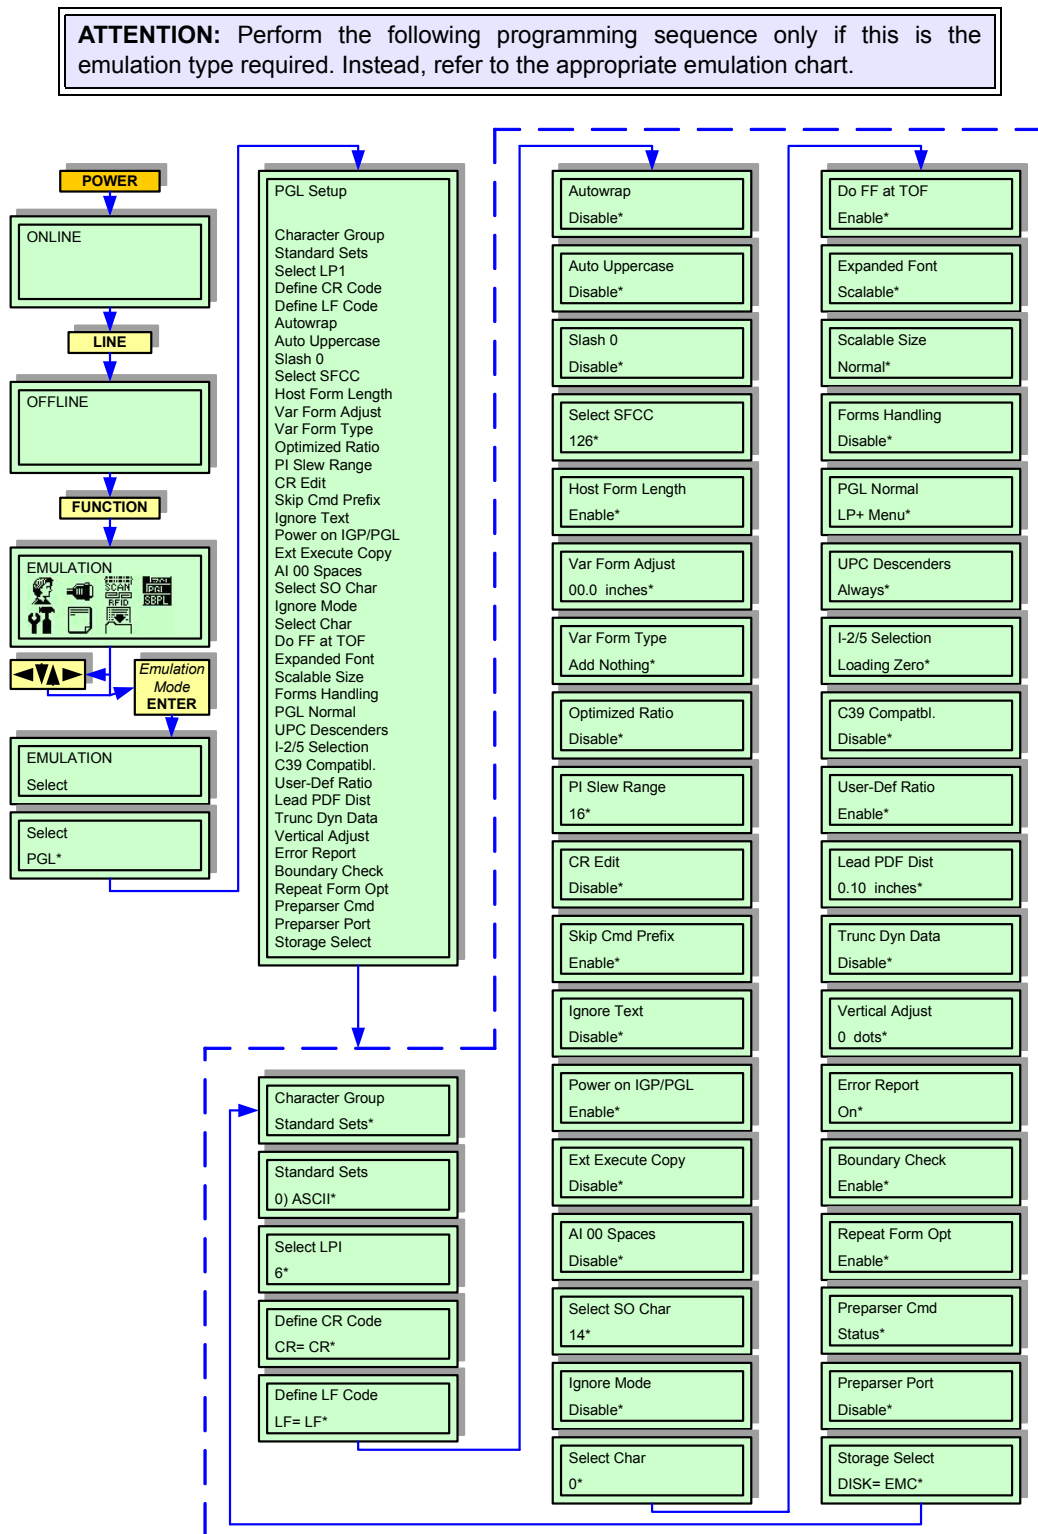 ATTENTION: Perform the following programming sequence only if this is the
emulation type required. Instead, refer to the appropriate emulation chart.
POWER
ONLINE
LINE
OFFLINE
FUNCTION
EMULATION
SCAN
RFID
PGL
SBPL
Emulation
Mode
ENTER
EMULATION
Select
Select
PGL*
PGL Setup
Character Group
Standard Sets
Select LP1
Define CR Code
Define LF Code
Autowrap
Auto Uppercase
Slash 0
Select SFCC
Host Form Length
Var Form Adjust
Var Form Type
Optimized Ratio
PI Slew Range
CR Edit
Skip Cmd Prefix
Ignore Text
Power on IGP/PGL
Ext Execute Copy
AI 00 Spaces
Select SO Char
Ignore Mode
Select Char
Do FF at TOF
Expanded Font
Scalable Size
Forms Handling
PGL Normal
UPC Descenders
I-2/5 Selection
C39 Compatibl.
User-Def Ratio
Lead PDF Dist
Trunc Dyn Data
Vertical Adjust
Error Report
Boundary Check
Repeat Form Opt
Preparser Cmd
Preparser Port
Storage Select
Character Group
Standard Sets*
Standard Sets
0) ASCII*
Select LPI
6*
Define CR Code
CR= CR*
Define LF Code
LF= LF*
Autowrap
Disable*
Auto Uppercase
Disable*
Slash 0
Disable*
Select SFCC
126*
Host Form Length
Enable*
Var Form Adjust
00.0 inches*
Var Form Type
Add Nothing*
Optimized Ratio
Disable*
PI Slew Range
16*
CR Edit
Disable*
Skip Cmd Prefix
Enable*
Ignore Text
Disable*
Power on IGP/PGL
Enable*
Ext Execute Copy
Disable*
AI 00 Spaces
Disable*
Select SO Char
14*
Ignore Mode
Disable*
Select Char
0*
Do FF at TOF
Enable*
Expanded Font
Scalable*
Scalable Size
Normal*
Forms Handling
Disable*
PGL Normal
LP+ Menu*
UPC Descenders
Always*
I-2/5 Selection
Loading Zero*
C39 Compatbl.
Disable*
User-Def Ratio
Enable*
Lead PDF Dist
0.10 inches*
Trunc Dyn Data
Disable*
Vertical Adjust
0 dots*
Error Report
On*
Boundary Check
Enable*
Repeat Form Opt
Enable*
Preparser Cmd
Status*
Preparser Port
Disable*
Storage Select
DISK= EMC*